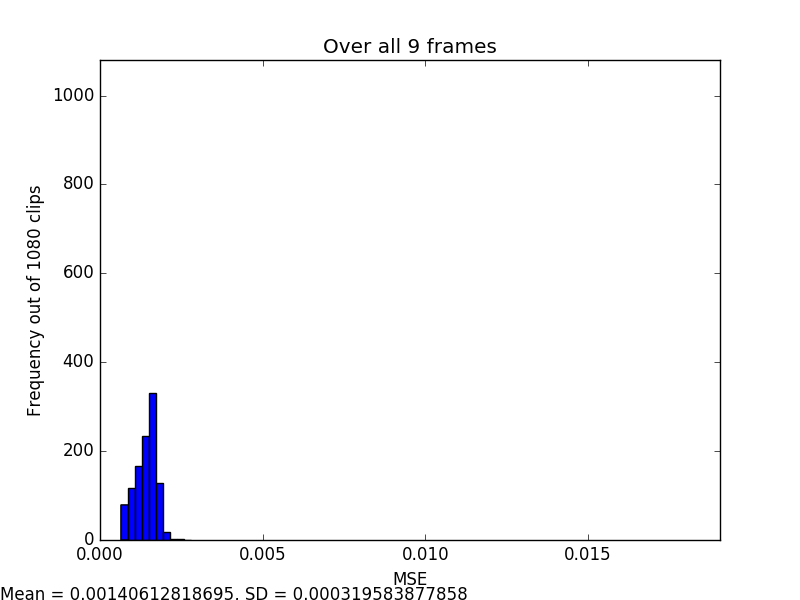 Over all 9 frames
1000
800
600
400
200
0
Frequency out of 1080 clips
0.000 0.005 0.010 0.015
MSE
Mean = 0.00140612818695. SD = 0.000319583877858